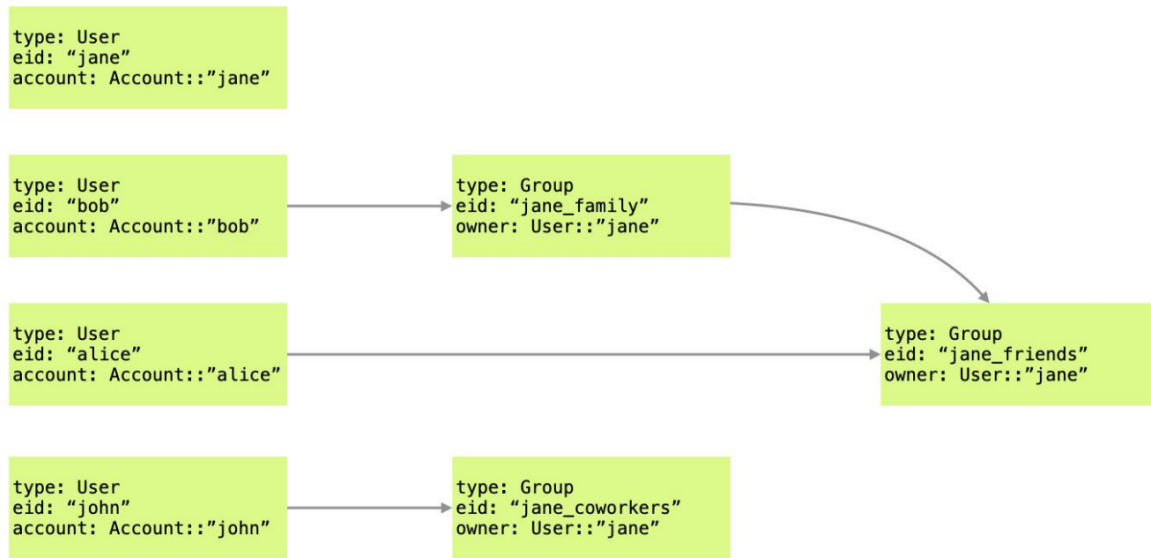 type: User
eid: “jane”
account: Account::”jane”
type: User
eid: “bob”
account: Account::”bob”
type: Group
eid: “jane_family”
owner: User::”jane”
type: User
eid: “alice”
account: Account::”alice”
type: Group
eid: “jane_friends”
owner: User::”jane”
type: User
eid: “john”
account: Account::”john”
type: Group
eid: “jane_coworkers”
owner: User::”jane”